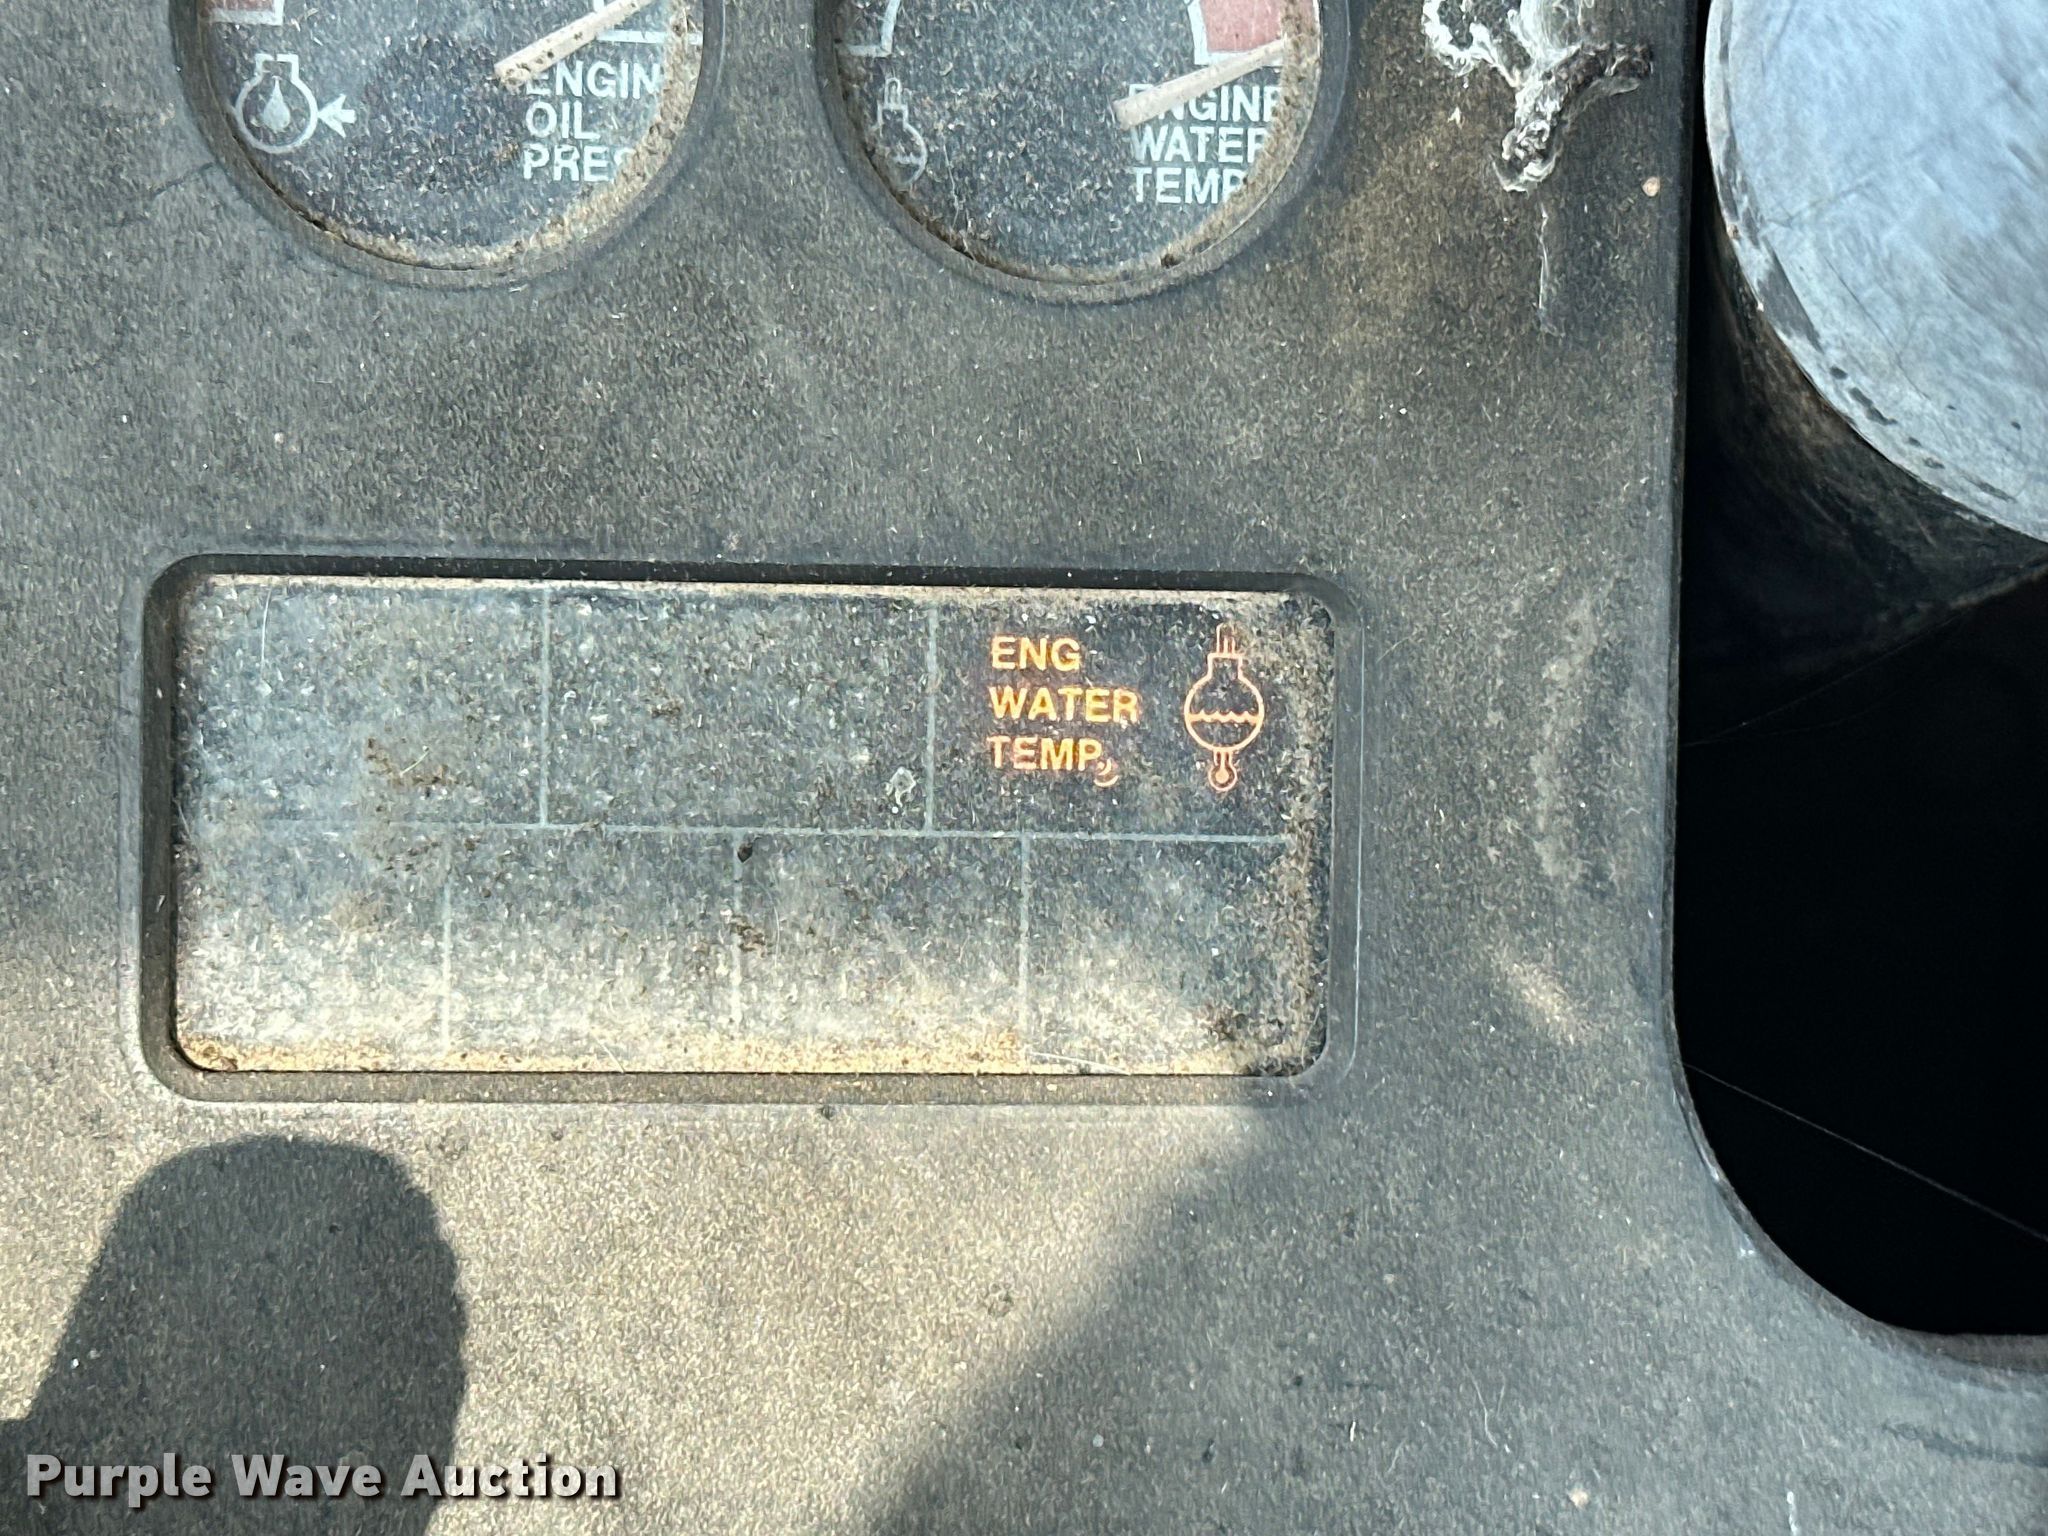 ENGIN
OIL
PRES
ENGINE
WATER
TEMP
ENG
WATER
TEMP.
Purple Wave Auction